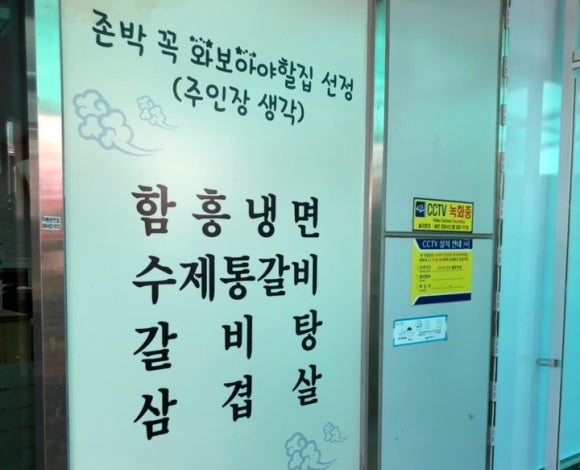 존박 꼭 와보아야할집 선정
(주인장 생각)
함흥냉면
수제통갈비
갈비탕
삼겹살
CCTV 녹화중
CCTV 설치 안내